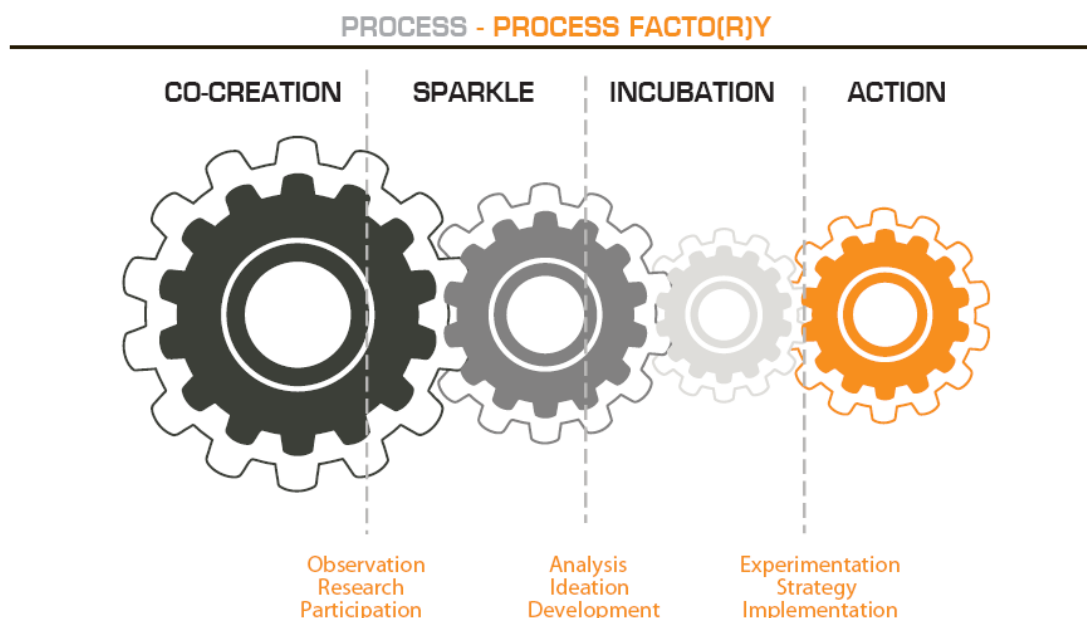 PROCESS - PROCESS FACTO(R)Y
CO-CREATION
SPARKLE
INCUBATION
ACTION
Observation
Research
Participation
Analysis
Ideation
Development
Experimentation
Strategy
Implementation